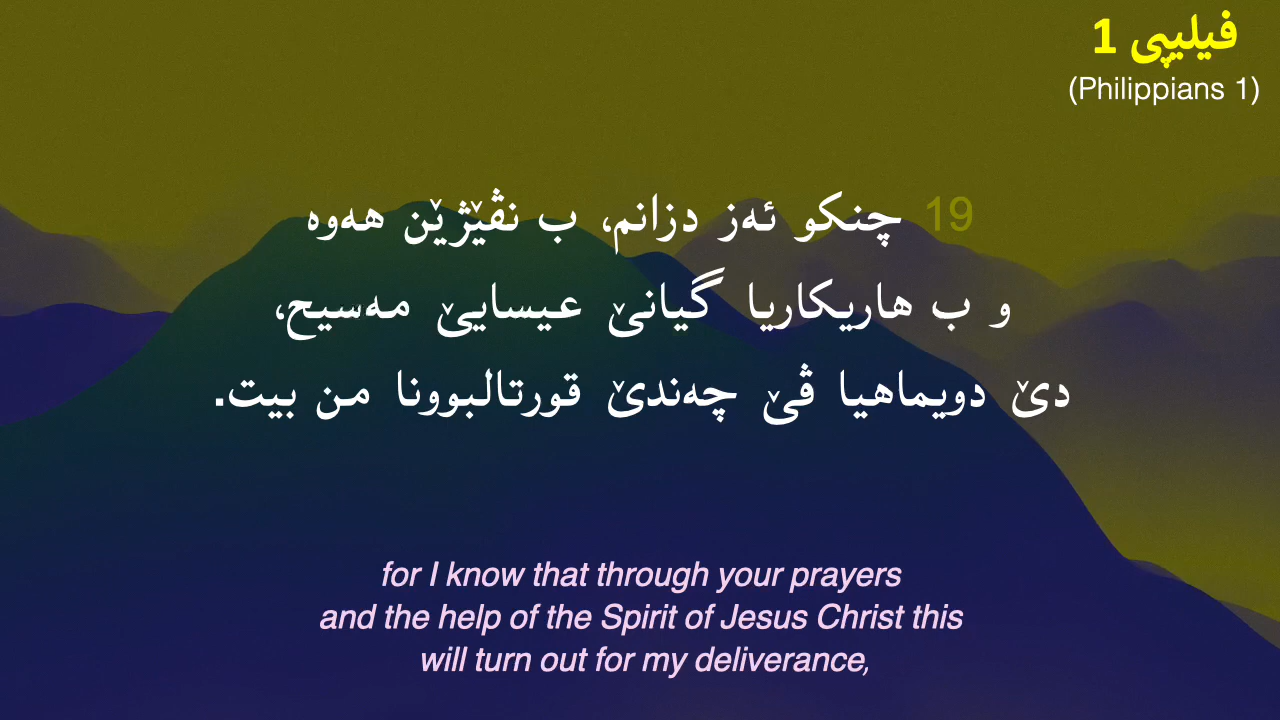 فیلیپی 1
(Philippians 1)
19 چنکو ئەز دزانم، ب نڤێژێن هەوە
و ب هاریکاریا گیانێ عیسایێ مەسیح،
دێ دویماهیا ڤێ چەندێ قورتالبوونا من بیت.
for I know that through your prayers
and the help of the Spirit of Jesus Christ this
will turn out for my deliverance,